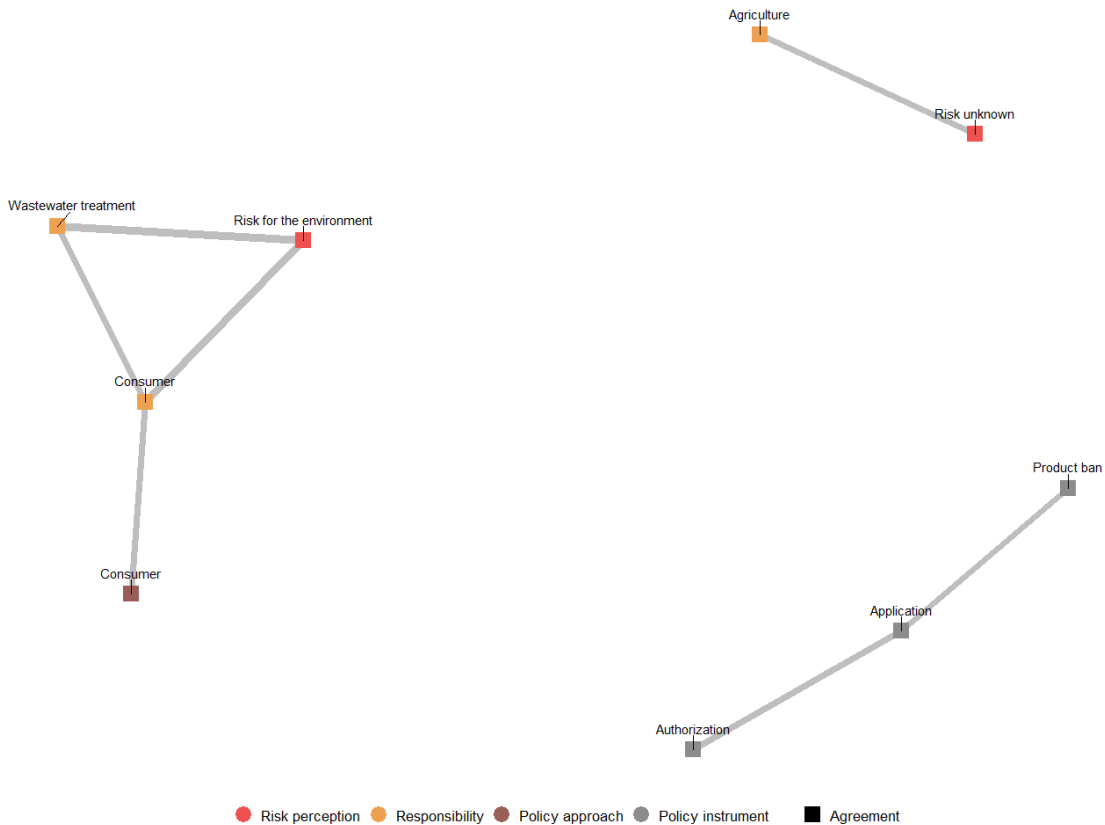 Agriculture
Risk unknown
Wastewater treatment
Risk for the environment
Consumer
Product ban
Consumer
Application
Authorization
Risk perception Responsibility Policy approach Policy instrument Agreement